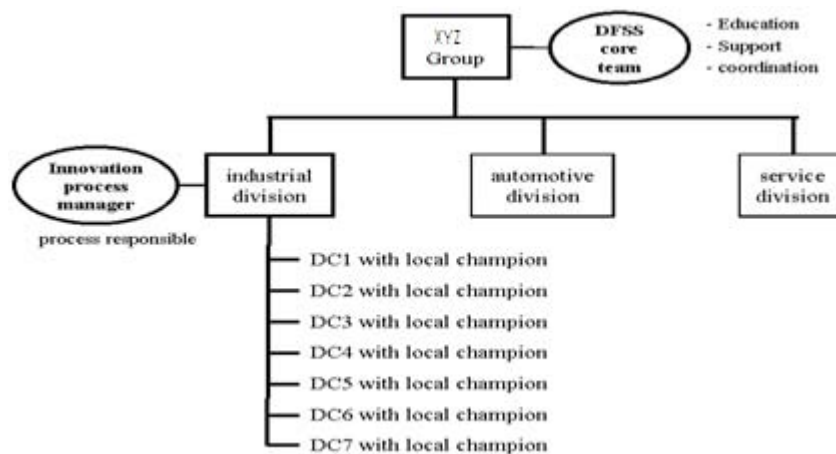 XYZ
Group
DFSS
core
team
- Education
- Support
- coordination
Innovation
process
manager
process responsible
industrial
division
automotive
division
service
division
DC1 with local champion
DC2 with local champion
DC3 with local champion
DC4 with local champion
DC5 with local champion
DC6 with local champion
DC7 with local champion